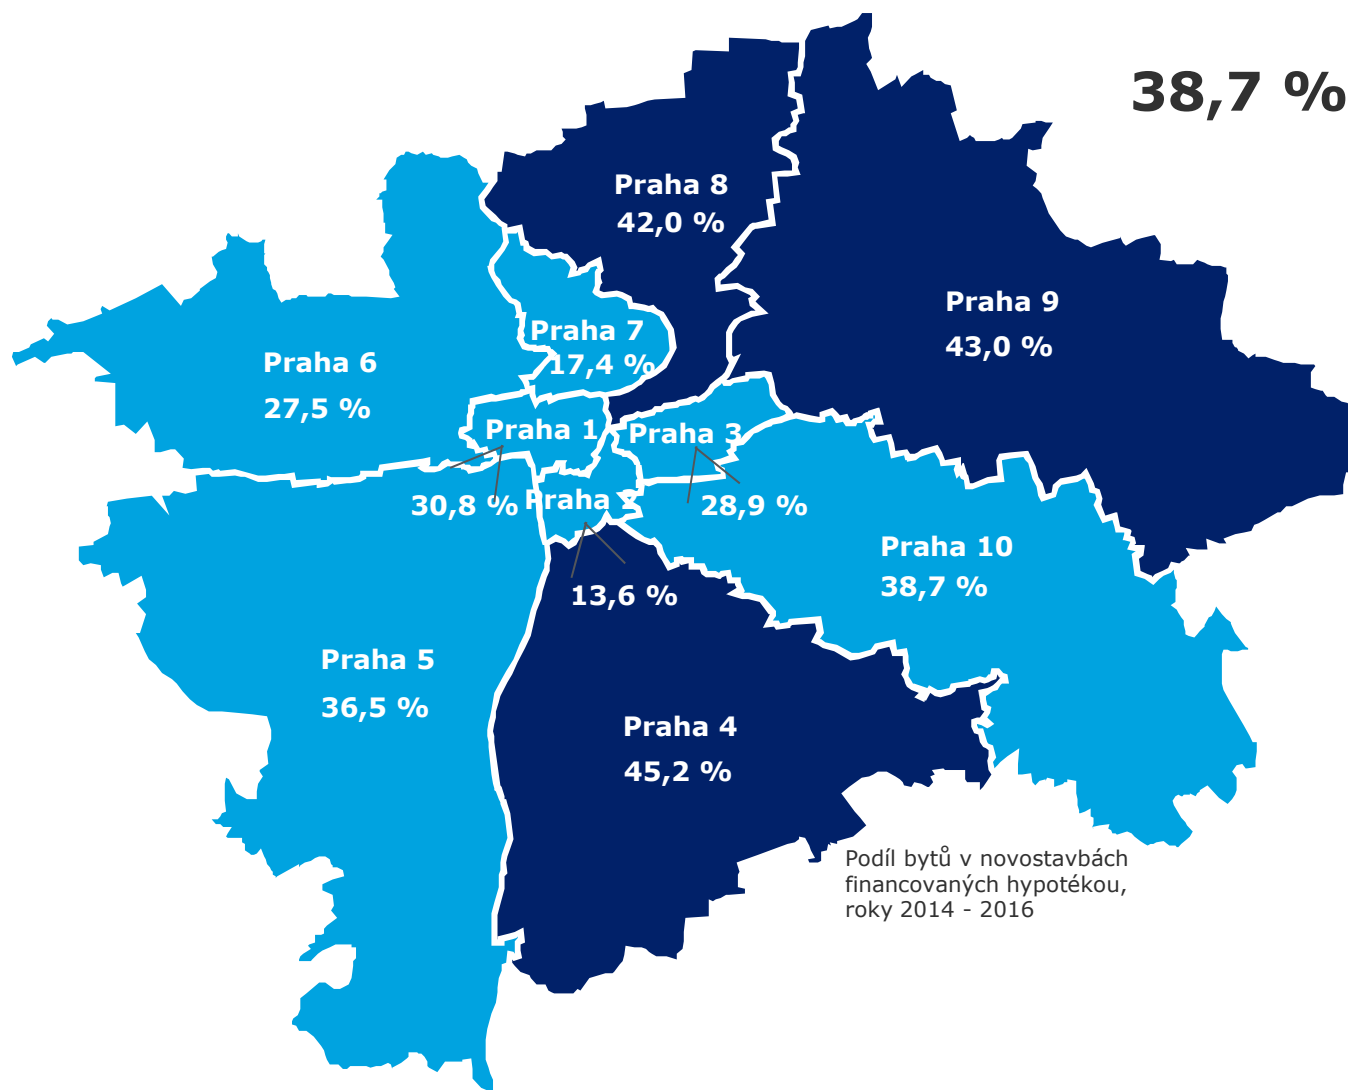 38,7 %
Praha 8
42,0 %
Praha 9
43,0 %
Praha 7
17,4 %
Praha 6
27,5 %
Praha 1
30,8 %
Praha 3
28,9 %
Praha 2
13,6 %
Praha 10
38,7 %
Praha 5
36,5 %
Praha 4
45,2 %
Podíl bytů v novostavbách
financovaných hypotékou,
roky 2014 - 2016